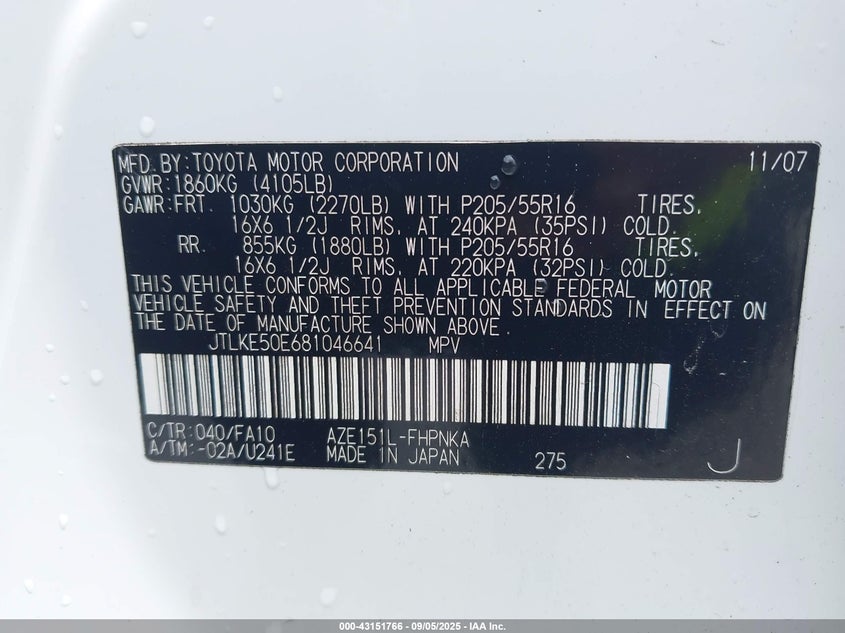 MFD.BY:TOYOTA MOTOR CORPORATION 11/07
GVWR:1860KG (4105LB)
GAWR:FRT. 1030KG (2270LB) WITH P205/55R16 TIRES,
16X6 1/2J RIMS, AT 240KPA (35PSI) COLD.
RR. 855KG (1880LB) WITH P205/55R16 TIRES,
16X6 1/2J RIMS, AT 220KPA (32PSI) COLD.
THIS VEHICLE CONFORMS TO ALL APPLICABLE FEDERAL MOTOR
VEHICLE SAFETY AND THEFT PREVENTION STANDARDS IN EFFECT ON
THE DATE OF MANUFACTURE SHOWN ABOVE.
JTLKE50E681046641 MPV
C/TR:040/FA10 AZE151L-FHPNKA
A/TM:-02A/U241E MADE IN JAPAN 275 J
000-43151766 - 09/05/2025 - IAA Inc.